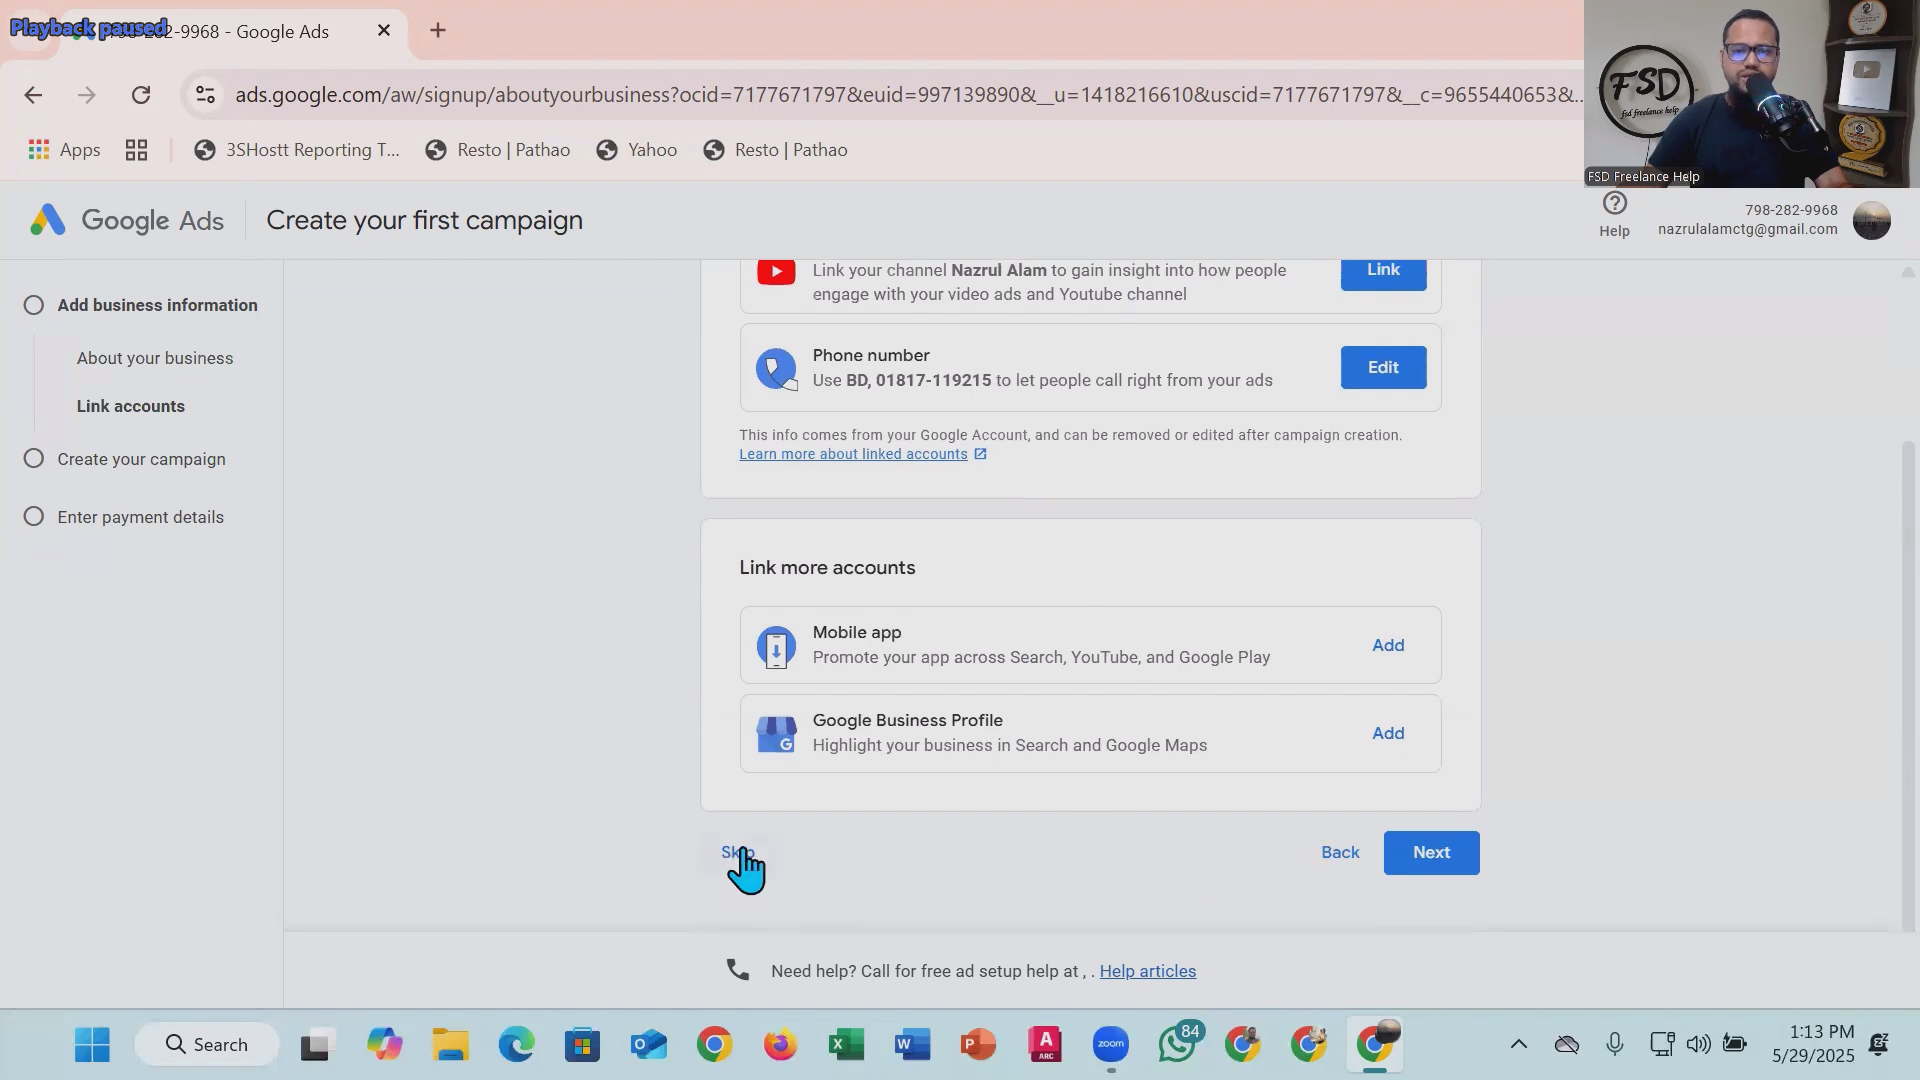 Playback paused
798-282-9968 - Google Ads
ads.google.com/aw/signup/aboutyourbusiness?ocid=7177671797&euid=997139890&__u=1418216610&uscid=7177671797&__c=9655440653&...
Apps
3SHostt Reporting T...
Resto | Pathao
Yahoo
Resto | Pathao
FSD
fsd freelance help
FSD Freelance Help
Google Ads
Create your first campaign
Help
798-282-9968
nazrulalamctg@gmail.com
Add business information
About your business
Link accounts
Create your campaign
Enter payment details
Link your channel Nazrul Alam to gain insight into how people
engage with your video ads and Youtube channel
Link
Phone number
Use BD, 01817-119215 to let people call right from your ads
Edit
This info comes from your Google Account, and can be removed or edited after campaign creation.
Learn more about linked accounts
Link more accounts
Mobile app
Promote your app across Search, YouTube, and Google Play
Add
Google Business Profile
Highlight your business in Search and Google Maps
Add
Skip
Back
Next
Need help? Call for free ad setup help at , . Help articles
Search
zoom
84
ARC
1:13 PM
5/29/2025